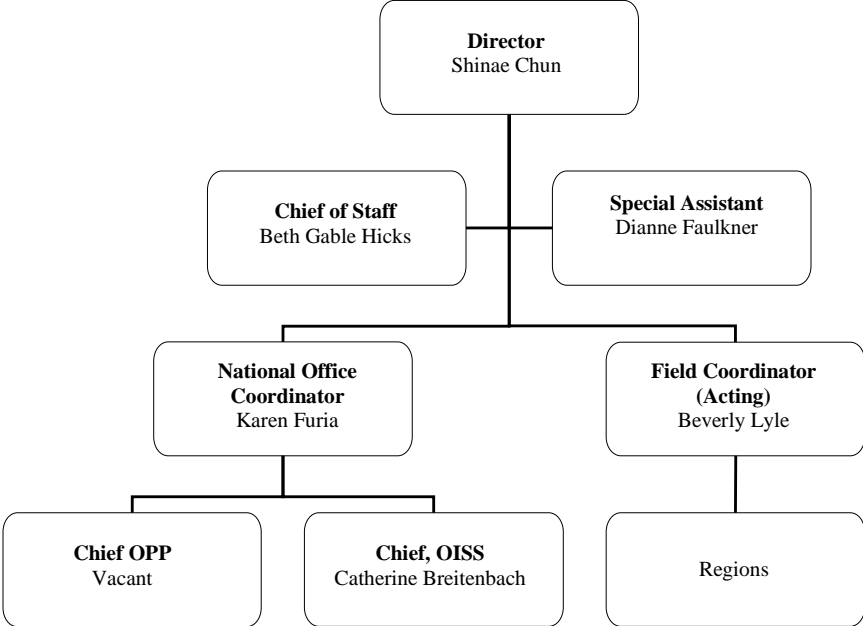 Director
Shinae Chun
Chief of Staff
Beth Gable Hicks
Special Assistant
Dianne Faulkner
National Office
Coordinator
Karen Furia
Field Coordinator
(Acting)
Beverly Lyle
Chief OPP
Vacant
Chief, OISS
Catherine Breitenbach
Regions